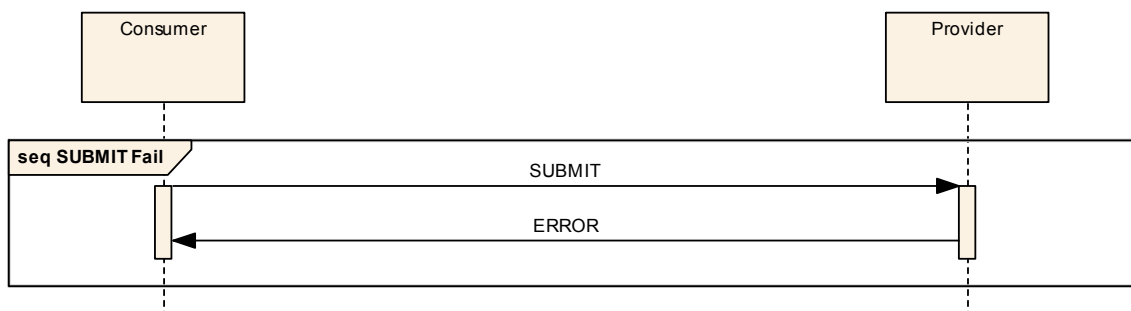 Consumer
Provider
seq SUBMIT Fail
SUBMIT
ERROR